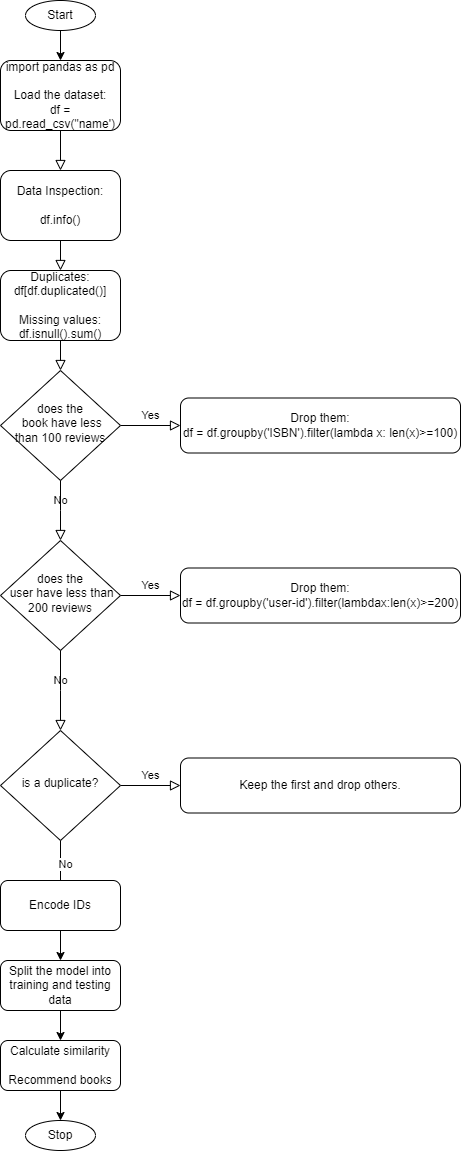 Start
import pandas as pd
Load the dataset:
df =
pd.read_csv("name')
Data Inspection:
df.info()
Duplicates:
df[df.duplicated()]
Missing values:
df.isnull().sum()
does the
book have less
than 100 reviews
Yes
Drop them:
df = df.groupby('ISBN').filter(lambda x: len(x)>=100)
No
does the
user have less than
200 reviews
Yes
Drop them:
df = df.groupby('user-id').filter(lambdax:len(x)>=200)
No
is a duplicate?
Yes
Keep the first and drop others.
No
Encode IDs
Split the model into
training and testing
data
Calculate similarity
Recommend books
Stop